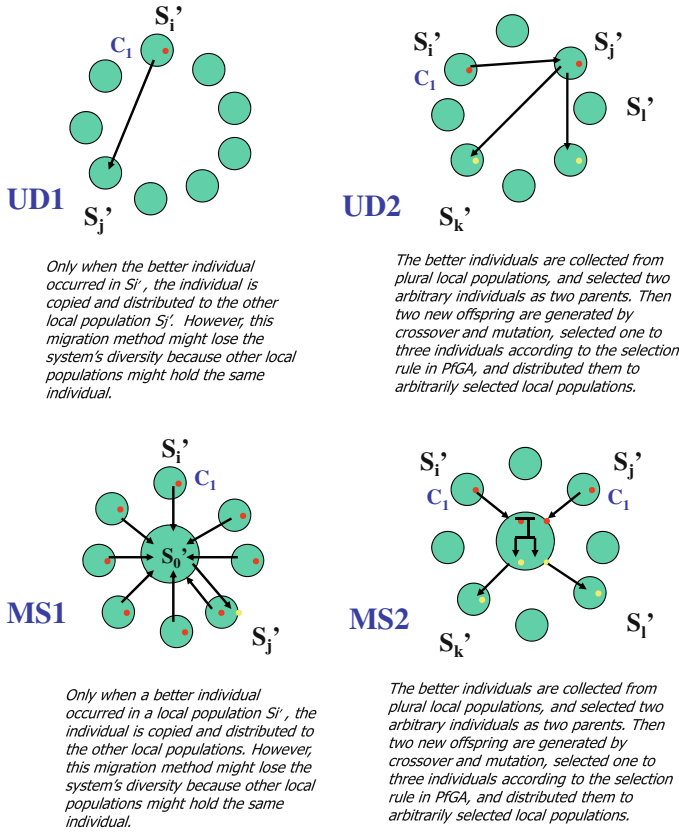 Si’
C1
UD1
Sj’
Si’
Sj’
C1
Sl’
UD2
Sk’
Only when the better individual
occurred in Si′ , the individual is
copied and distributed to the other
local population Sj′. However, this
migration method might lose the
system’s diversity because other local
populations might hold the same
individual.
The better individuals are collected from
plural local populations, and selected two
arbitrary individuals as two parents. Then
two new offspring are generated by
crossover and mutation, selected one to
three individuals according to the selection
rule in PfGA, and distributed them to
arbitrarily selected local populations.
Si’
C1
S0’
MS1
Sj’
Si’
Sj’
C1
C1
MS2
Sk’
Sl’
Only when a better individual
occurred in a local population Si′ , the
individual is copied and distributed to
the other local populations. However,
this migration method might lose the
system’s diversity because other local
populations might hold the same
individual.
The better individuals are collected from
plural local populations, and selected two
arbitrary individuals as two parents. Then
two new offspring are generated by
crossover and mutation, selected one to
three individuals according to the selection
rule in PfGA, and distributed them to
arbitrarily selected local populations.